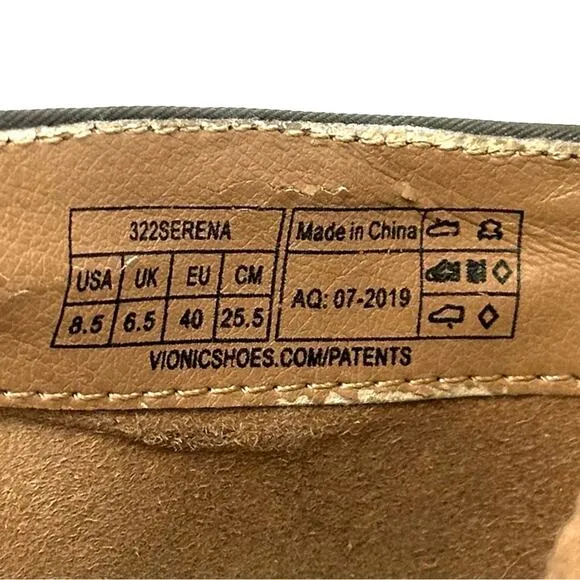 322SERENA
USA UK EU CM
8.5 6.5 40 25.5
Made in China
AQ: 07-2019
VIONICSHOES.COM/PATENTS